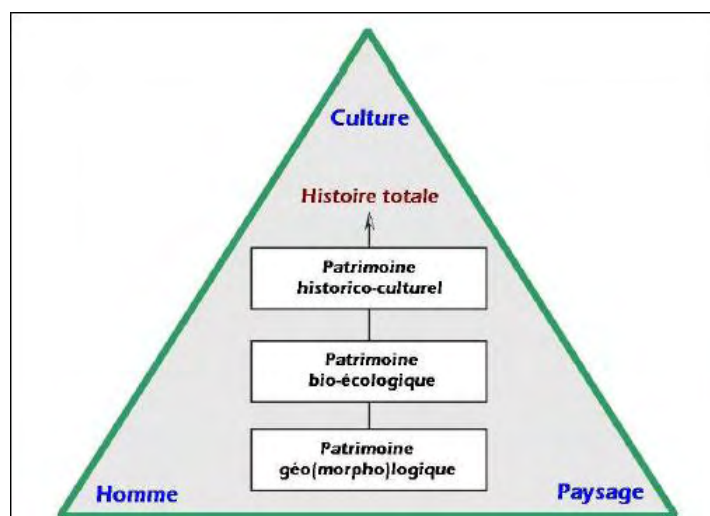 Culture
Histoire totale
Patrimoine
historico-culturel
Patrimoine
bio-écologique
Patrimoine
géo(morpho)logique
Homme
Paysage